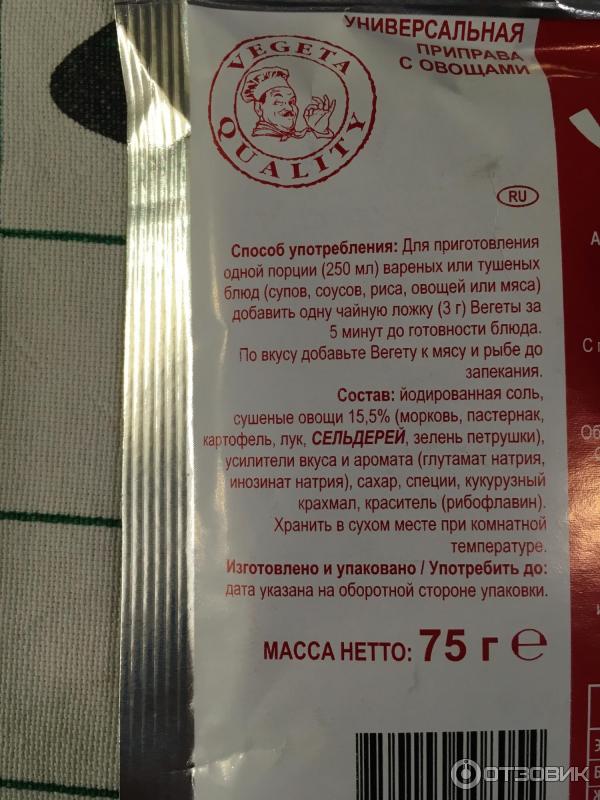 УНИВЕРСАЛЬНАЯ
ПРИПРАВА
С ОВОЩАМИ
VEGETA
QUALITY
RU
Способ употребления: Для приготовления
одной порции (250 мл) вареных или тушеных
блюд (супов, соусов, риса, овощей или мяса)
добавить одну чайную ложку (3 г) Вегеты за
5 минут до готовности блюда.
По вкусу добавьте Вегету к мясу и рыбе до
запекания.
Состав: йодированная соль,
сушеные овощи 15,5% (морковь, пастернак,
картофель, лук, СЕЛЬДЕРЕЙ, зелень петрушки),
усилители вкуса и аромата (глутамат натрия,
инозинат натрия), сахар, специи, кукурузный
крахмал, краситель (рибофлавин).
Хранить в сухом месте при комнатной
температуре.
Изготовлено и упаковано / Употребить до:
дата указана на оборотной стороне упаковки.
МАССА НЕТТО: 75 г ℮
ОТЗОВИК